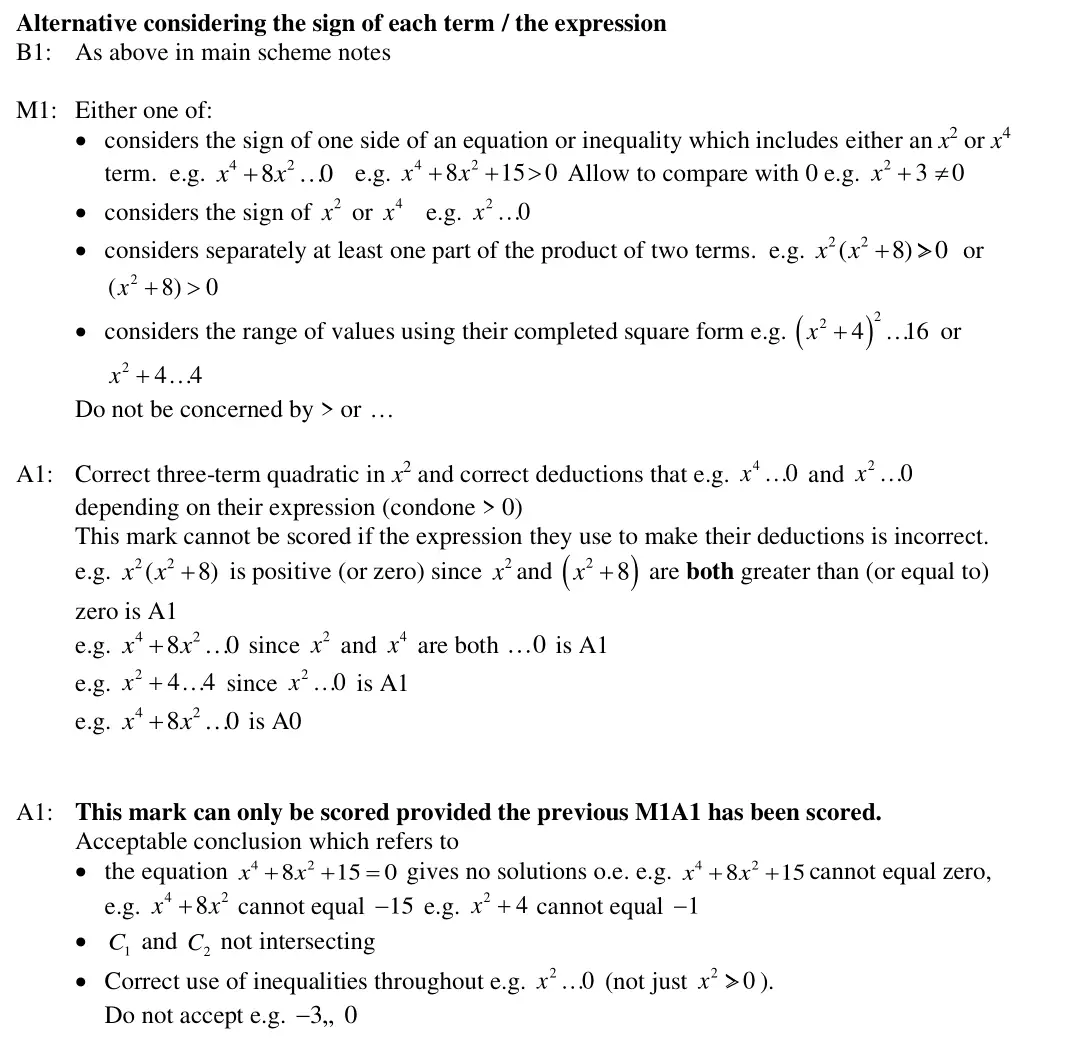 Alternative considering the sign of each term / the expression
B1: As above in main scheme notes
M1: Either one of:
• considers the sign of one side of an equation or inequality which includes either an x² or x⁴
term. e.g. x⁴ + 8x² …0 e.g. x⁴ + 8x² + 15 > 0 Allow to compare with 0 e.g. x² + 3 ≠ 0
• considers the sign of x² or x⁴ e.g. x² …0
• considers separately at least one part of the product of two terms. e.g. x²(x² + 8) > 0 or
(x² + 8) > 0
• considers the range of values using their completed square form e.g. (x² + 4)² …16 or
x² + 4…4
Do not be concerned by > or …
A1: Correct three-term quadratic in x² and correct deductions that e.g. x⁴ …0 and x² …0
depending on their expression (condone > 0)
This mark cannot be scored if the expression they use to make their deductions is incorrect.
e.g. x²(x² + 8) is positive (or zero) since x² and (x² + 8) are both greater than (or equal to)
zero is A1
e.g. x⁴ + 8x² …0 since x² and x⁴ are both …0 is A1
e.g. x² + 4…4 since x² …0 is A1
e.g. x⁴ + 8x² …0 is A0
A1: This mark can only be scored provided the previous M1A1 has been scored.
Acceptable conclusion which refers to
• the equation x⁴ + 8x² + 15 = 0 gives no solutions o.e. e.g. x⁴ + 8x² + 15 cannot equal zero,
e.g. x⁴ + 8x² cannot equal −15 e.g. x² + 4 cannot equal −1
• C₁ and C₂ not intersecting
• Correct use of inequalities throughout e.g. x² …0 (not just x² > 0 ).
Do not accept e.g. −3,, 0